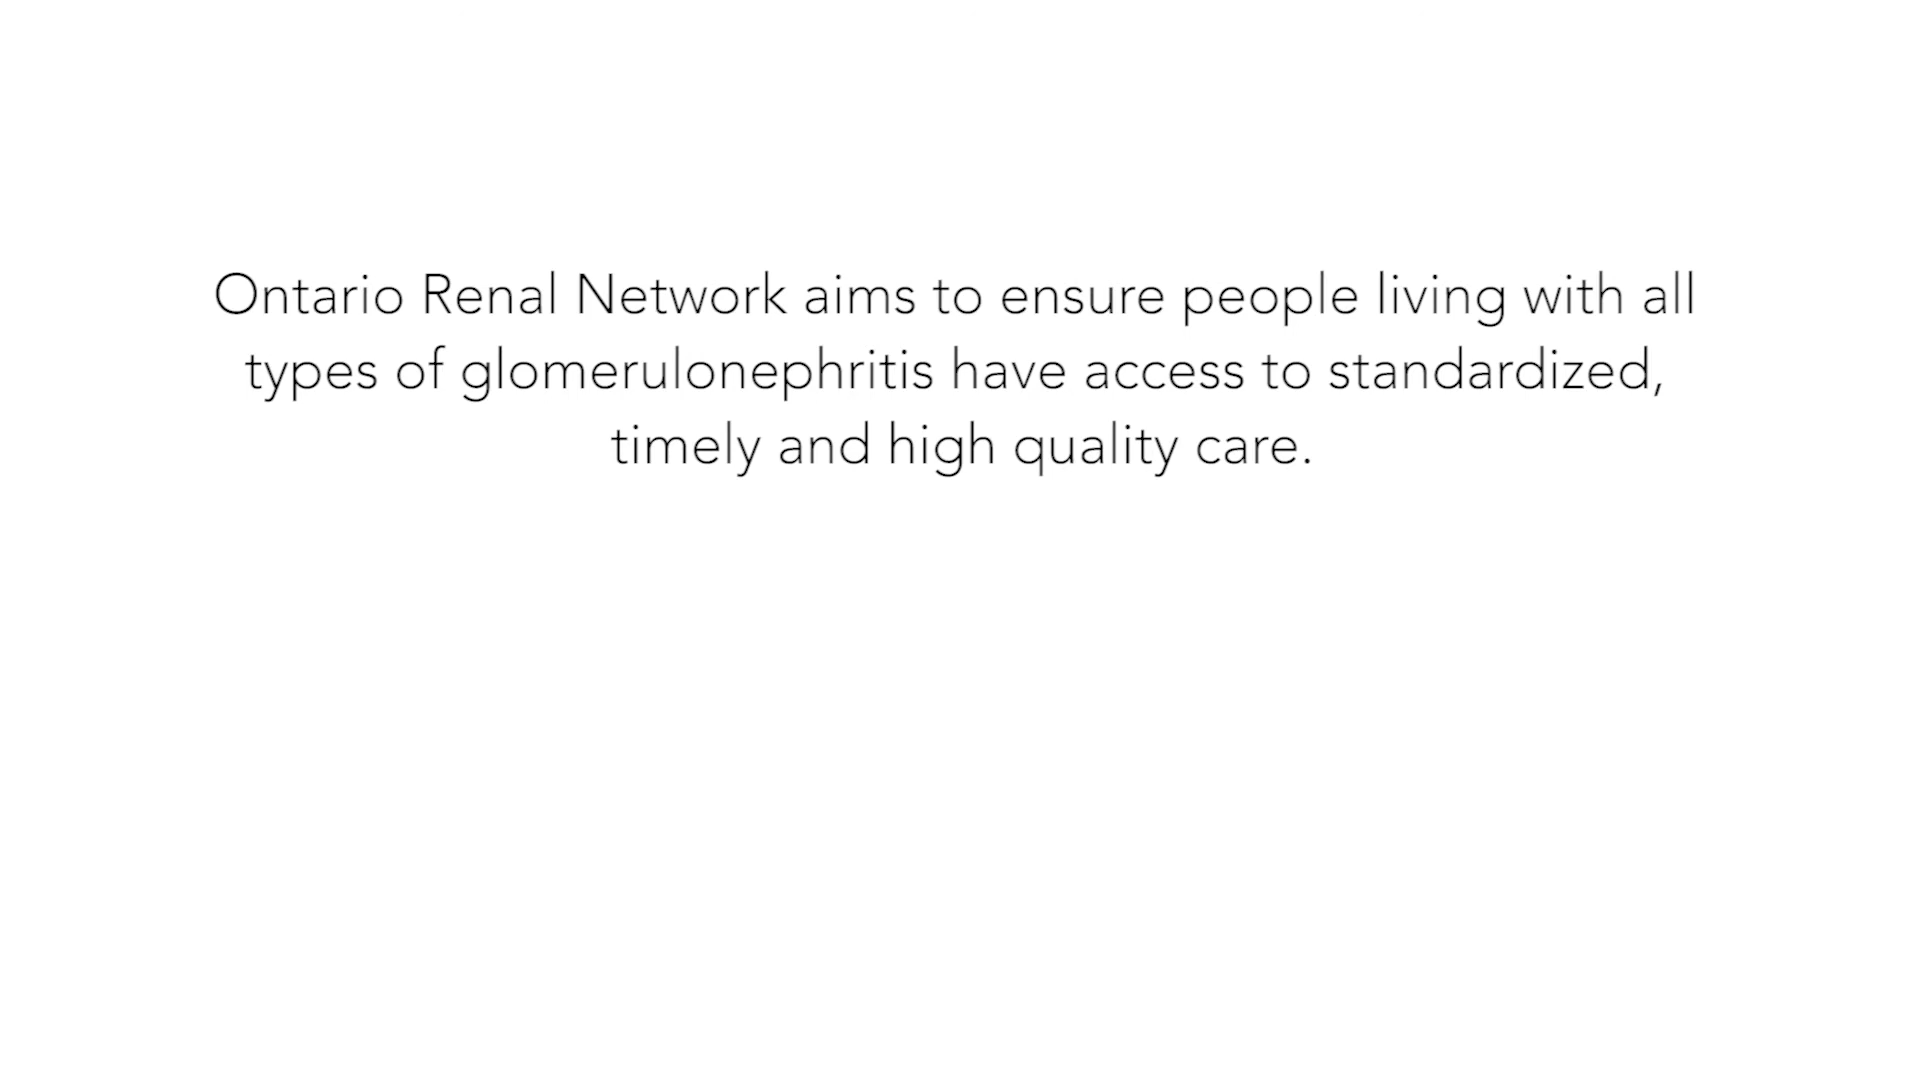 Ontario Renal Network aims to ensure people living with all
types of glomerulonephritis have access to standardized,
timely and high quality care.